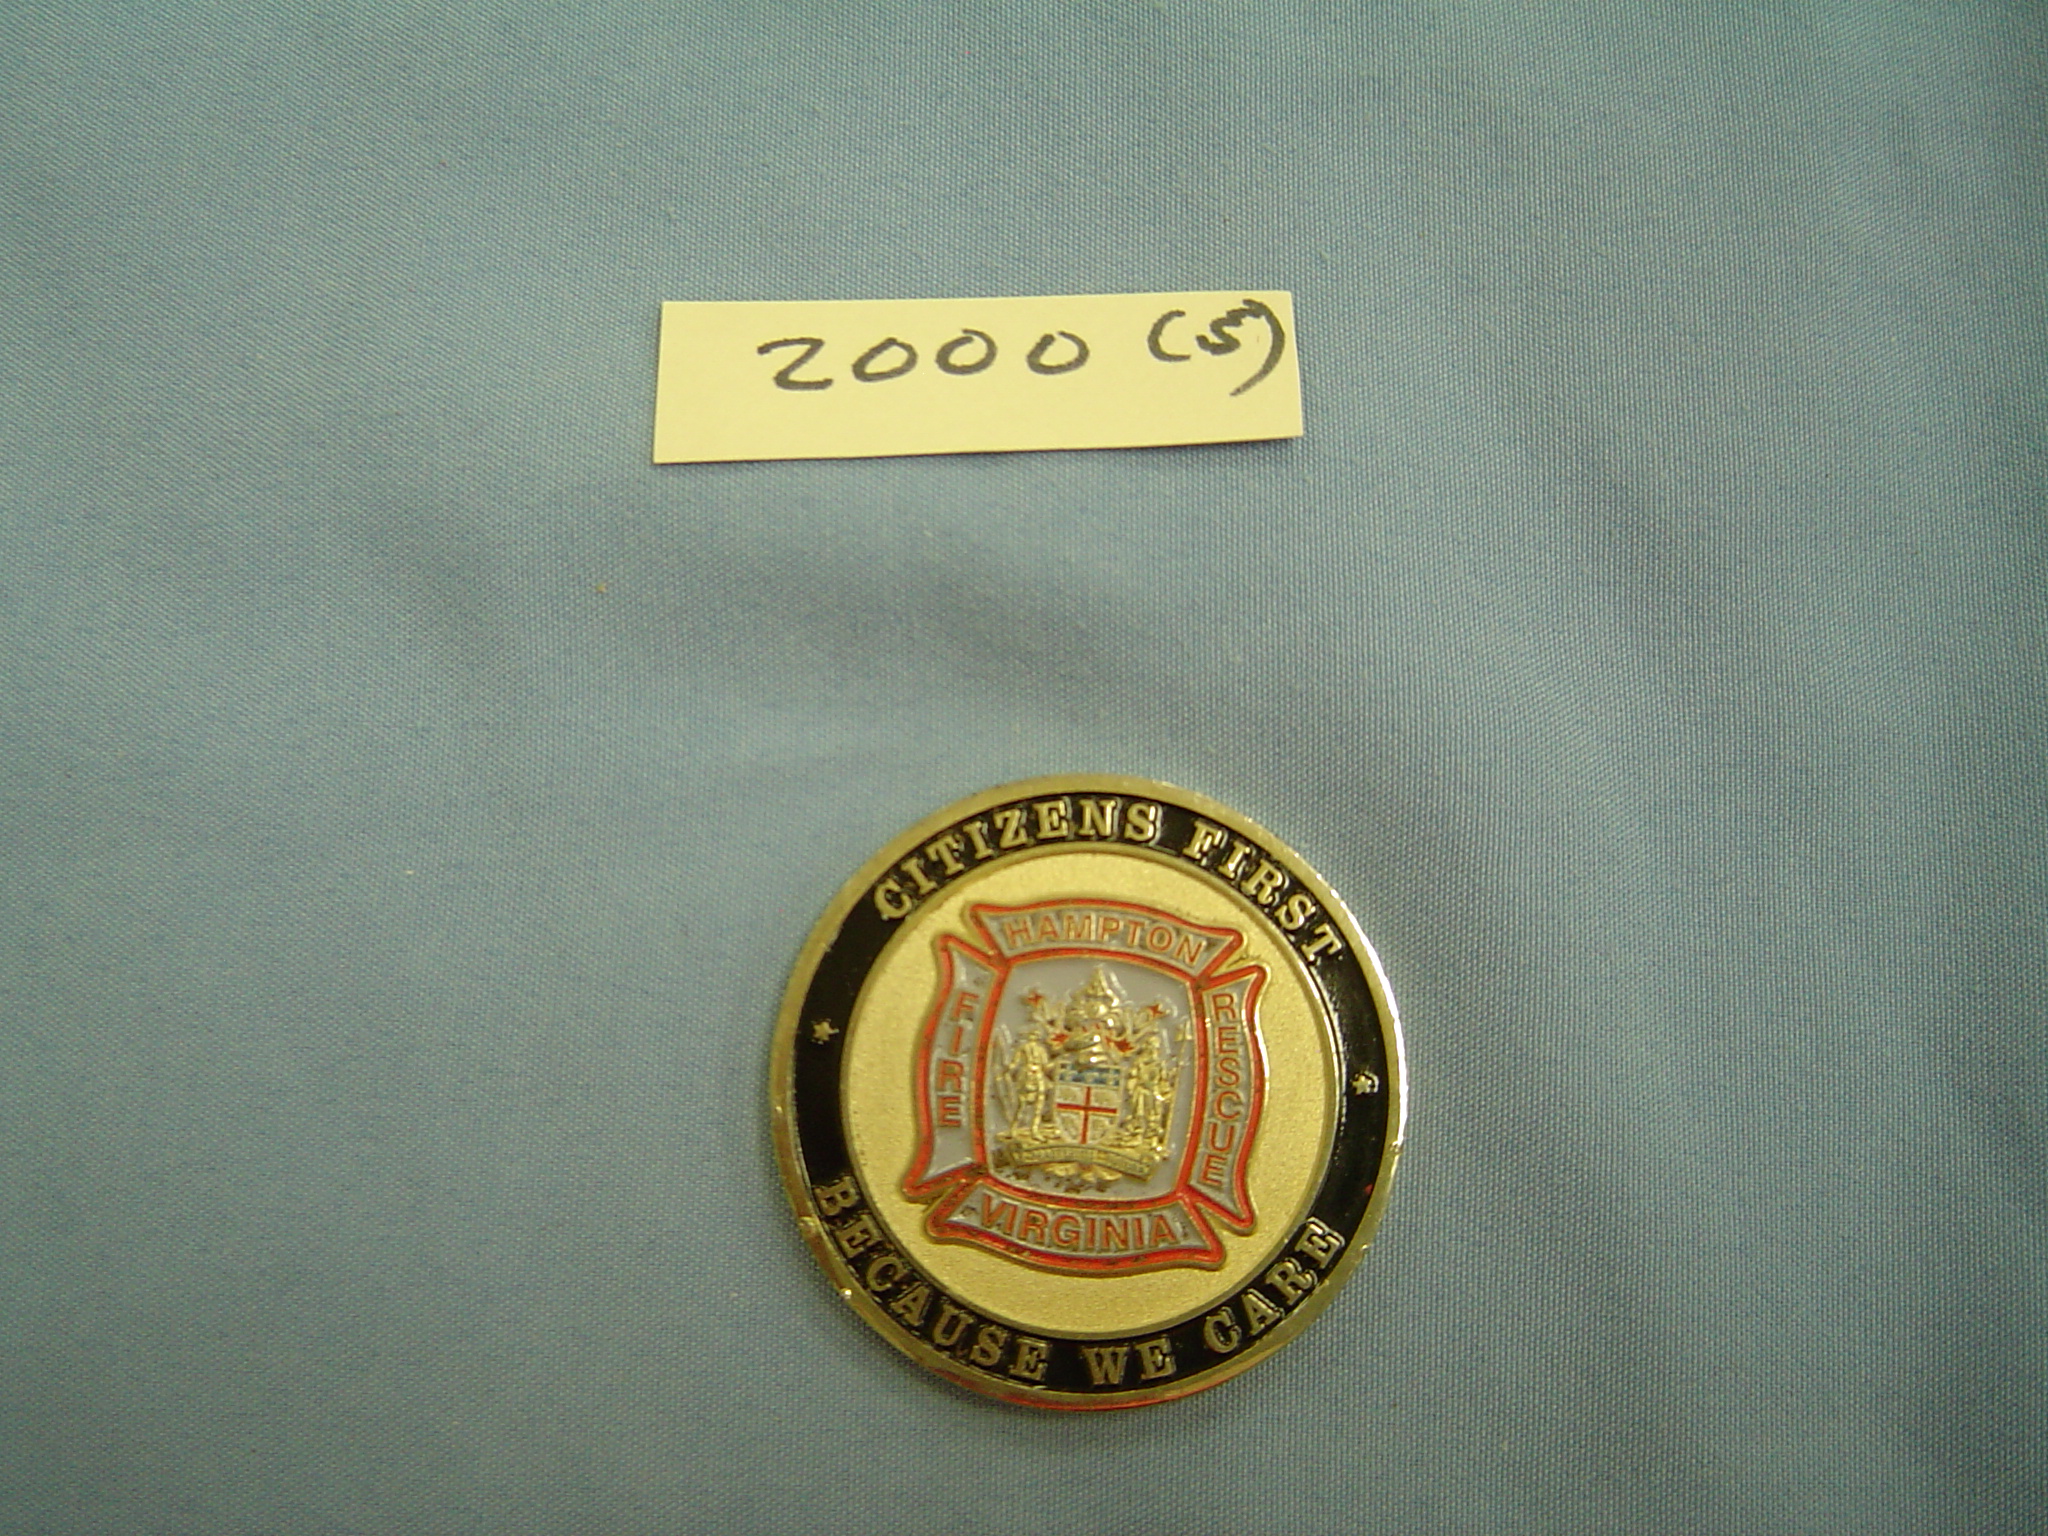 2000 (5)
CITIZENS FIRST
HAMPTON
FIRE
RESCUE
VIRGINIA
BECAUSE WE CARE